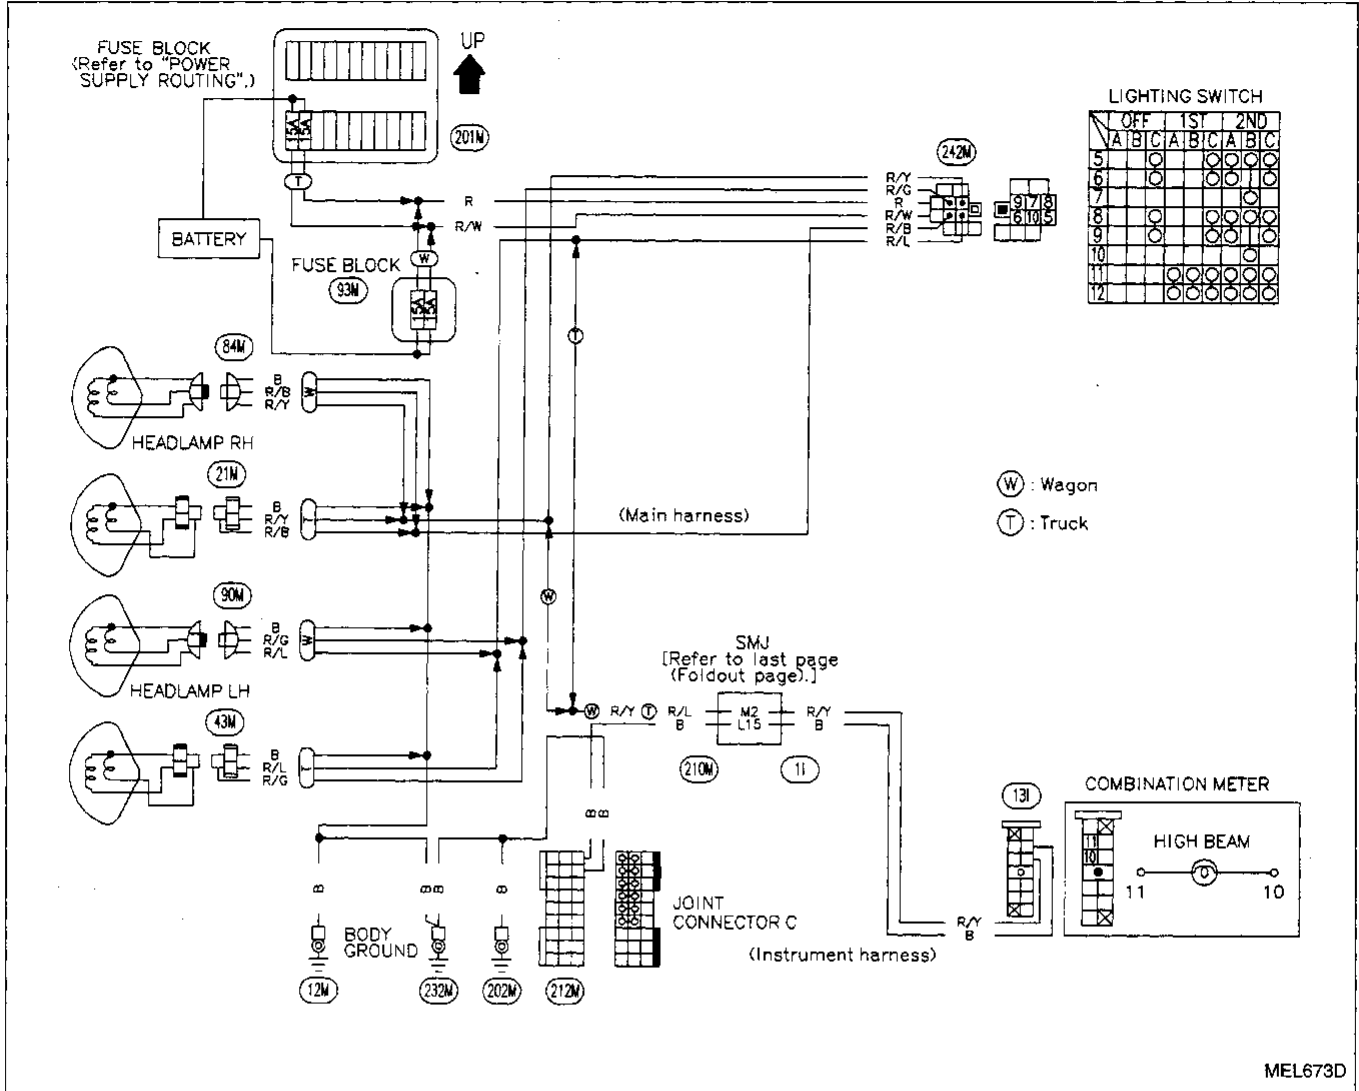 FUSE BLOCK
(Refer to "POWER
SUPPLY ROUTING".)
UP
15A
15A
201M
T
R
R/W
BATTERY
W
FUSE BLOCK
93M
15A
15A
242M
R/Y
R/G
R
R/W
R/B
R/L
9 7 8
6 10 5
LIGHTING SWITCH
OFF 1ST 2ND
A B C A B C A B C
5
6
7
8
9
10
11
12
84M
B
R/B
R/Y
W
HEADLAMP RH
21M
B
R/Y
R/B
T
(Main harness)
T
W : Wagon
T : Truck
90M
B
R/G
R/L
W
W
HEADLAMP LH
43M
B
R/L
R/G
T
SMJ
[Refer to last page
(Foldout page).]
W R/Y T R/L M2 R/Y
B L15 B
210M
1I
B B
B
B B
B
BODY
GROUND
12M
232M
202M
212M
JOINT
CONNECTOR C
(Instrument harness)
R/Y
B
13I
COMBINATION METER
11
10
HIGH BEAM
11
10
MEL673D